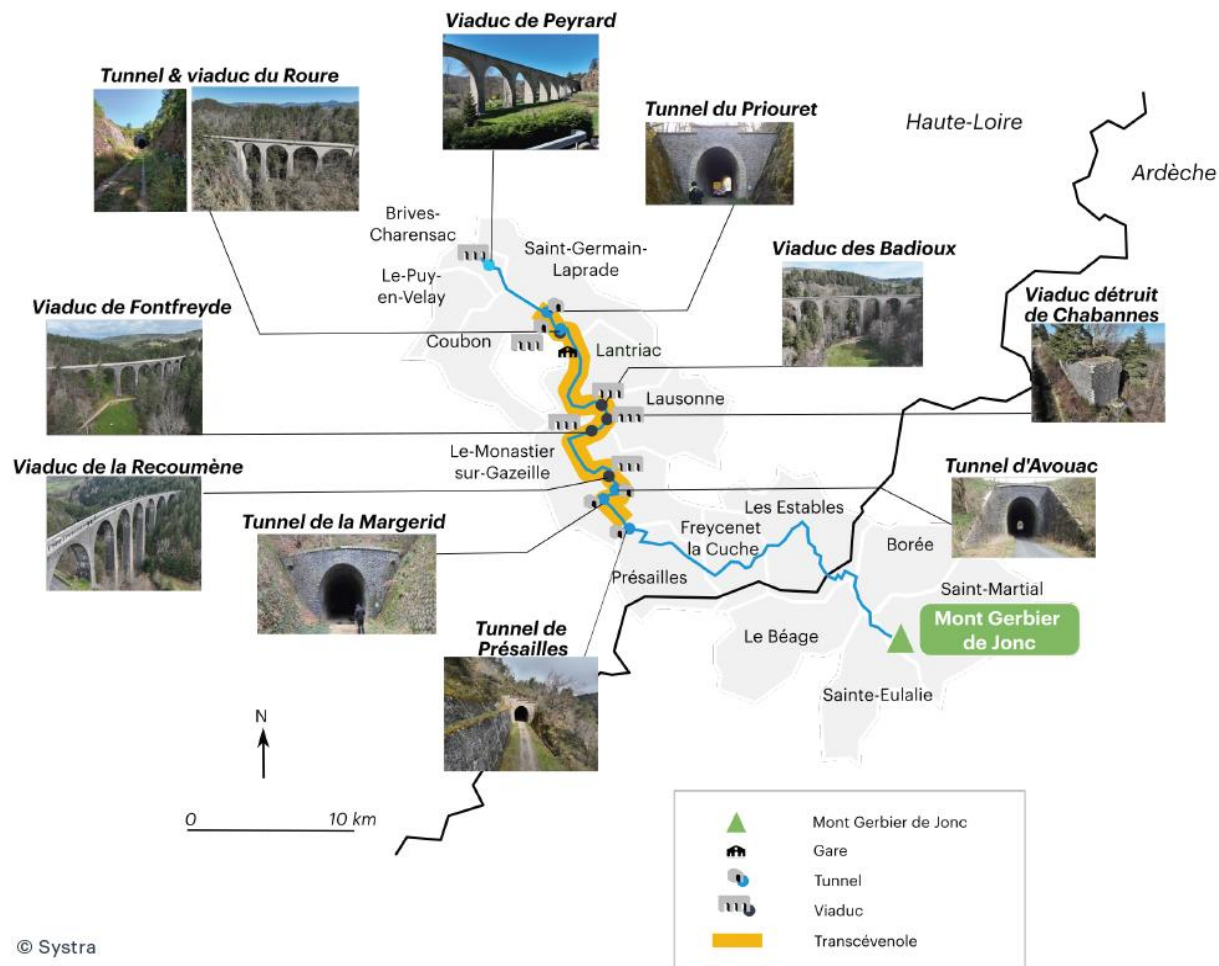 Viaduc de Peyrard
Tunnel & viaduc du Roure
Tunnel du Priouret
Haute-Loire
Ardèche
Brives-
Charensac
Saint-Germain-
Laprade
Le-Puy-
en-Velay
Viaduc des Badioux
Viaduc détruit
de Chabannes
Viaduc de Fontfreyde
Coubon
Lantriac
Lausonne
Le-Monastier
sur-Gazeille
Viaduc de la Recoumène
Tunnel d'Avouac
Tunnel de la Margerid
Les Estables
Freycenet
la Cuche
Borée
Présailles
Saint-Martial
Mont Gerbier
de Jonc
Le Béage
Tunnel de
Présailles
Sainte-Eulalie
N
0 10 km
Mont Gerbier de Jonc
Gare
Tunnel
Viaduc
Transcévenole
© Systra